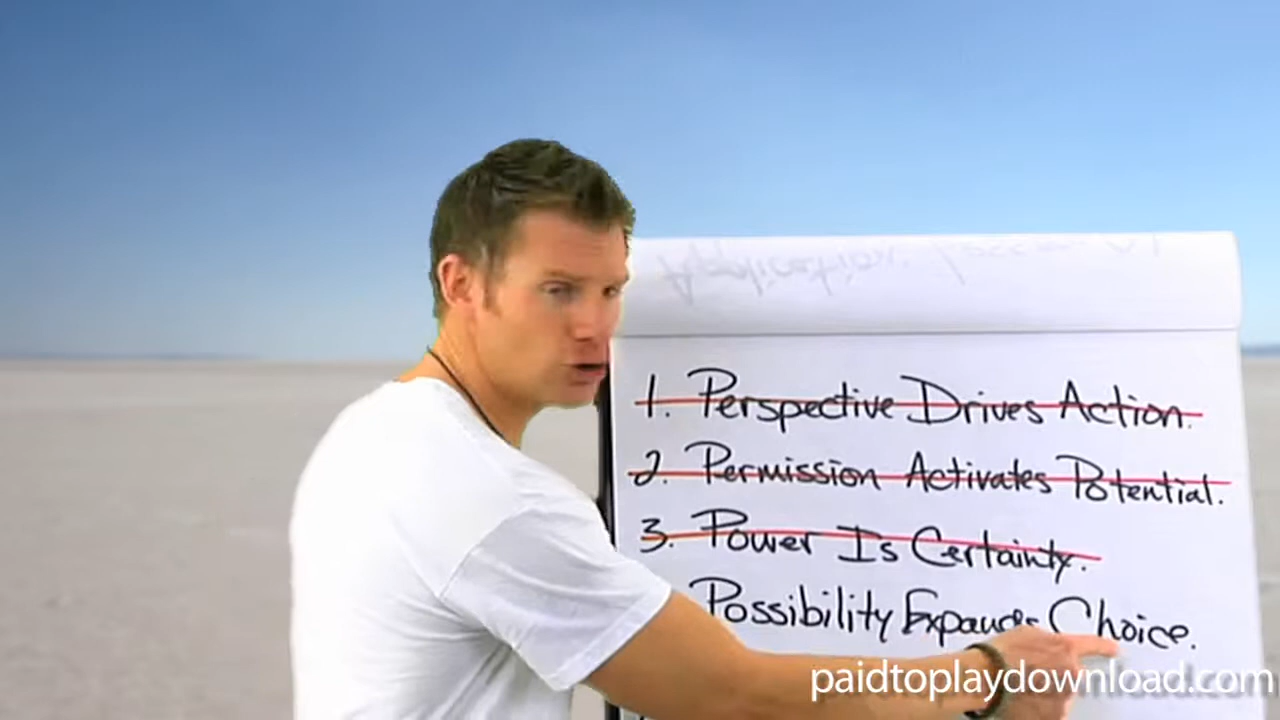 1. Perspective Drives Action.
2. Permission Activates Potential.
3. Power Is Certainty.
Possibility Expands Choice.
paidtoplaydownload.com